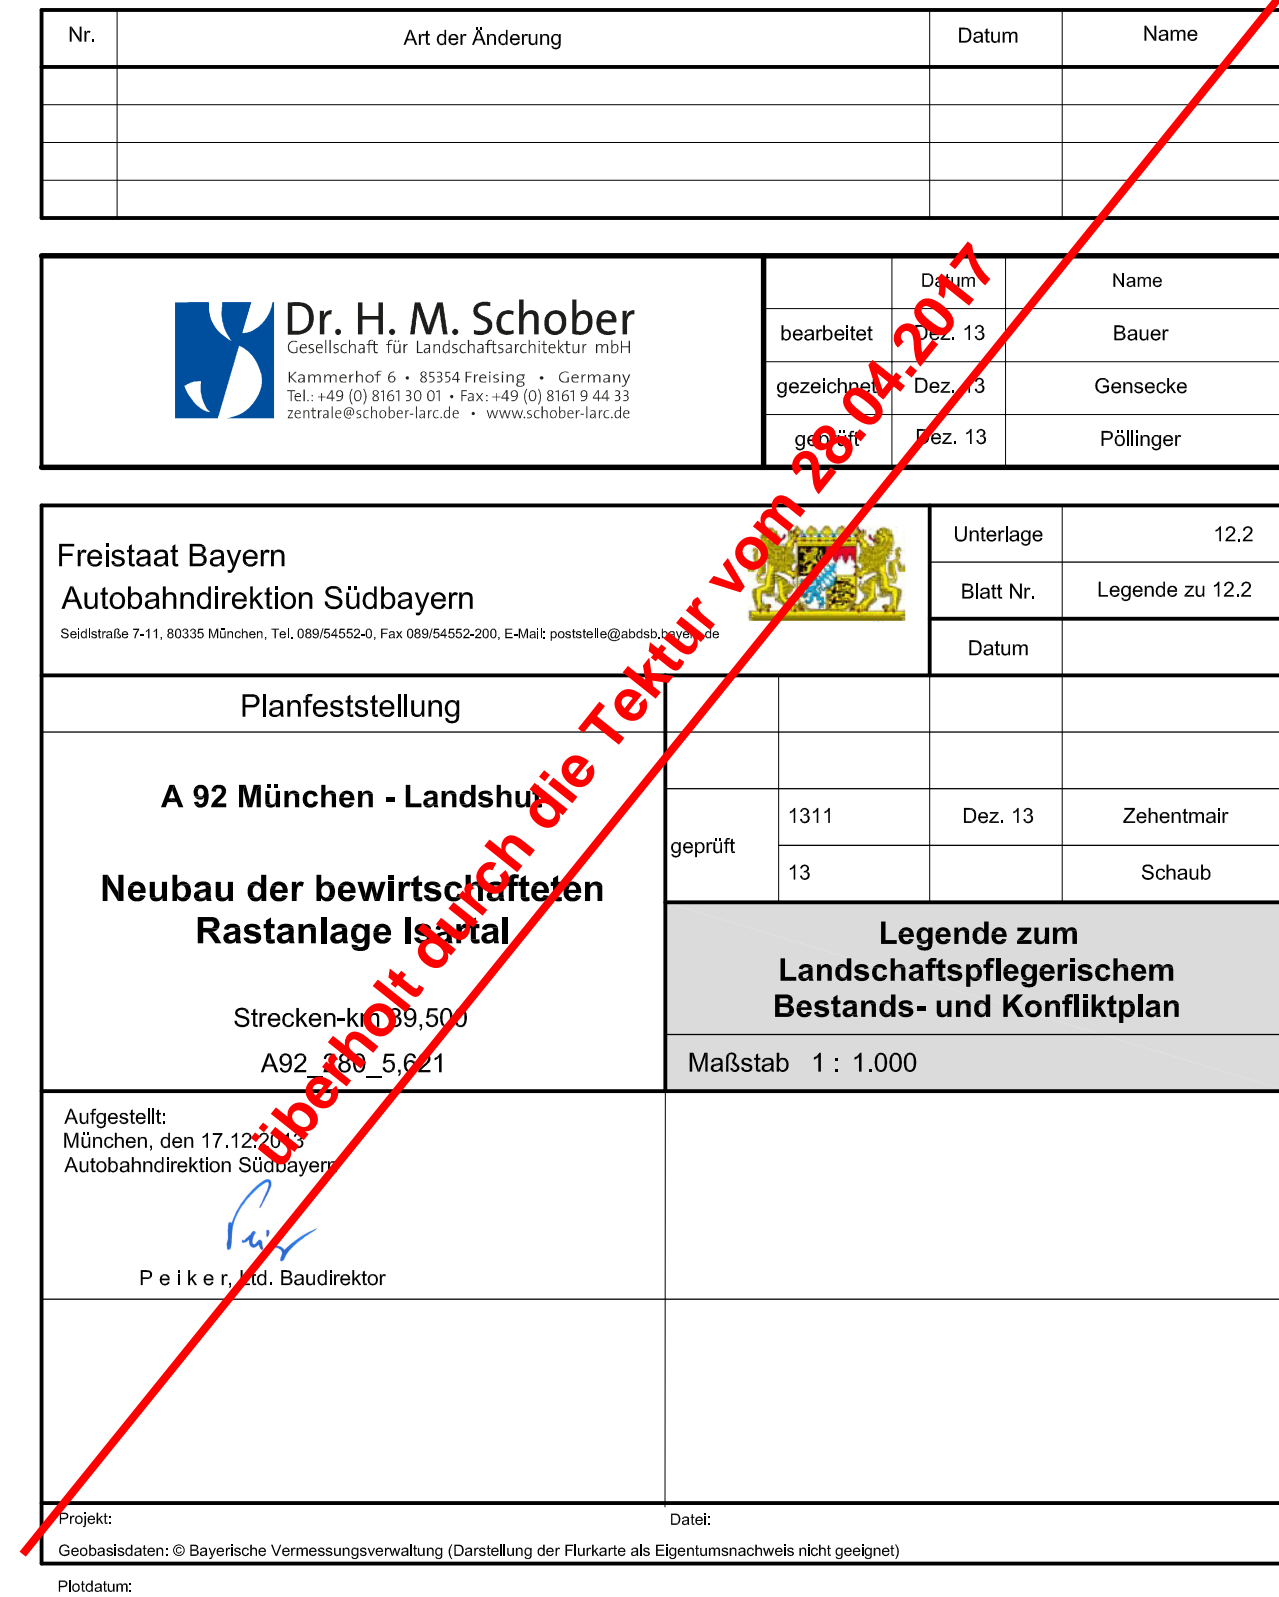 Nr. Art der Änderung Datum Name
Dr. H. M. Schober
Gesellschaft für Landschaftsarchitektur mbH
Kammerhof 6 • 85354 Freising • Germany
Tel.: +49 (0) 8161 30 01 • Fax: +49 (0) 8161 9 44 33
zentrale@schober-larc.de • www.schober-larc.de
Datum Name
bearbeitet Dez. 13 Bauer
gezeichnet Dez. 13 Gensecke
geprüft Dez. 13 Pöllinger
Freistaat Bayern
Autobahndirektion Südbayern
Seidlstraße 7-11, 80335 München, Tel. 089/54552-0, Fax 089/54552-200, E-Mail: poststelle@abdsb.bayern.de
Unterlage 12.2
Blatt Nr. Legende zu 12.2
Datum
Planfeststellung
A 92 München - Landshut
Neubau der bewirtschafteten
Rastanlage Isartal
Strecken-km 39,500
A92_280_5,621
geprüft
1311 Dez. 13 Zehentmair
13 Schaub
Legende zum
Landschaftspflegerischem
Bestands- und Konfliktplan
Maßstab 1 : 1.000
Aufgestellt:
München, den 17.12.2013
Autobahndirektion Südbayern
P e i k e r, Ltd. Baudirektor
überholt durch die Tektur vom 28.04.2017
Projekt: Datei:
Geobasisdaten: © Bayerische Vermessungsverwaltung (Darstellung der Flurkarte als Eigentumsnachweis nicht geeignet)
Plotdatum: